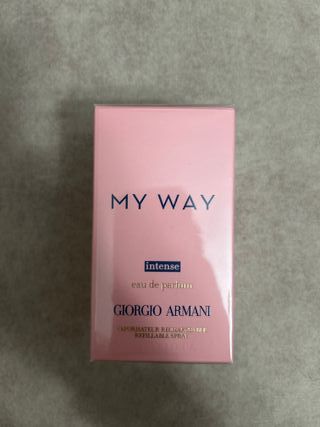 MY WAY
intense
eau de parfum
GIORGIO ARMANI
VAPORISATEUR RECHARGEABLE
REFILLABLE SPRAY